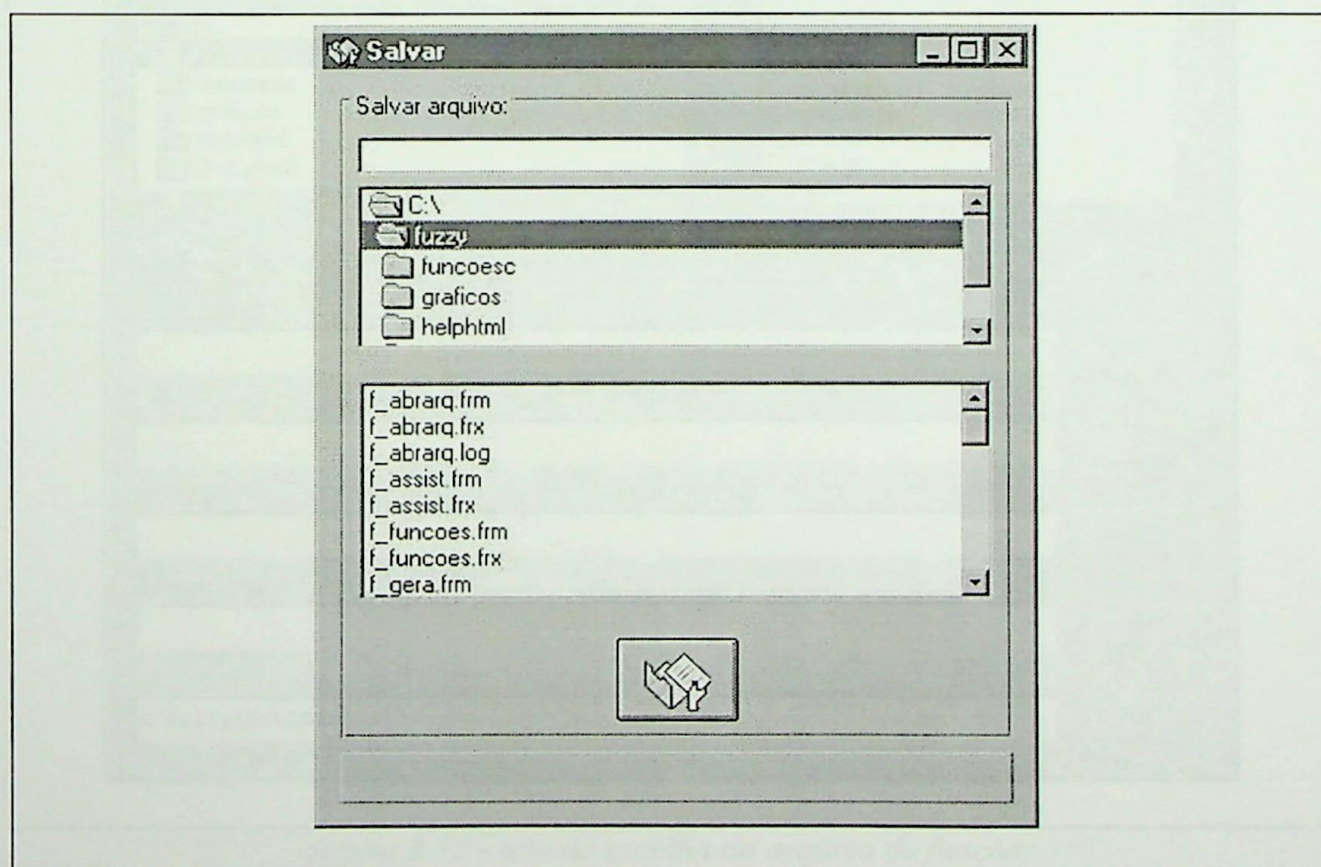 Salvar
Salvar arquivo:
C:\
fuzzy
funcoesc
graficos
helphtml
f_abrarq.frm
f_abrarq.frx
f_abrarq.log
f_assist.frm
f_assist.frx
f_funcoes.frm
f_funcoes.frx
f_gera.frm